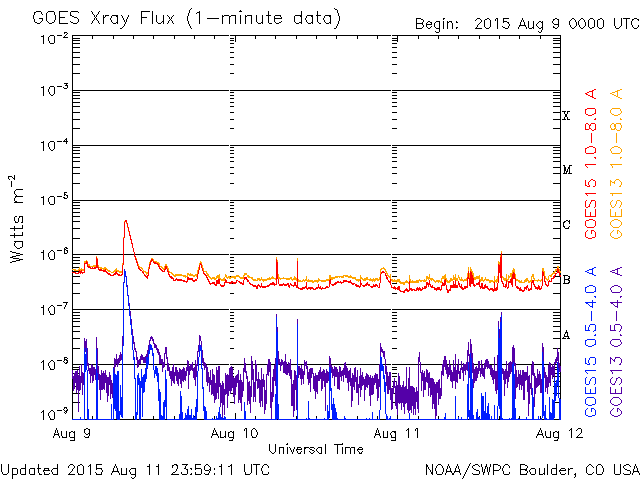 GOES Xray Flux (1-minute data)
Begin: 2015 Aug 9 0000 UTC
10-2
10-3
10-4
10-5
10-6
10-7
10-8
10-9
Watts m-2
X
M
C
B
A
GOES15 1.0-8.0 A
GOES13 1.0-8.0 A
GOES15 0.5-4.0 A
GOES13 0.5-4.0 A
Aug 9
Aug 10
Aug 11
Aug 12
Universal Time
Updated 2015 Aug 11 23:59:11 UTC
NOAA/SWPC Boulder, CO USA